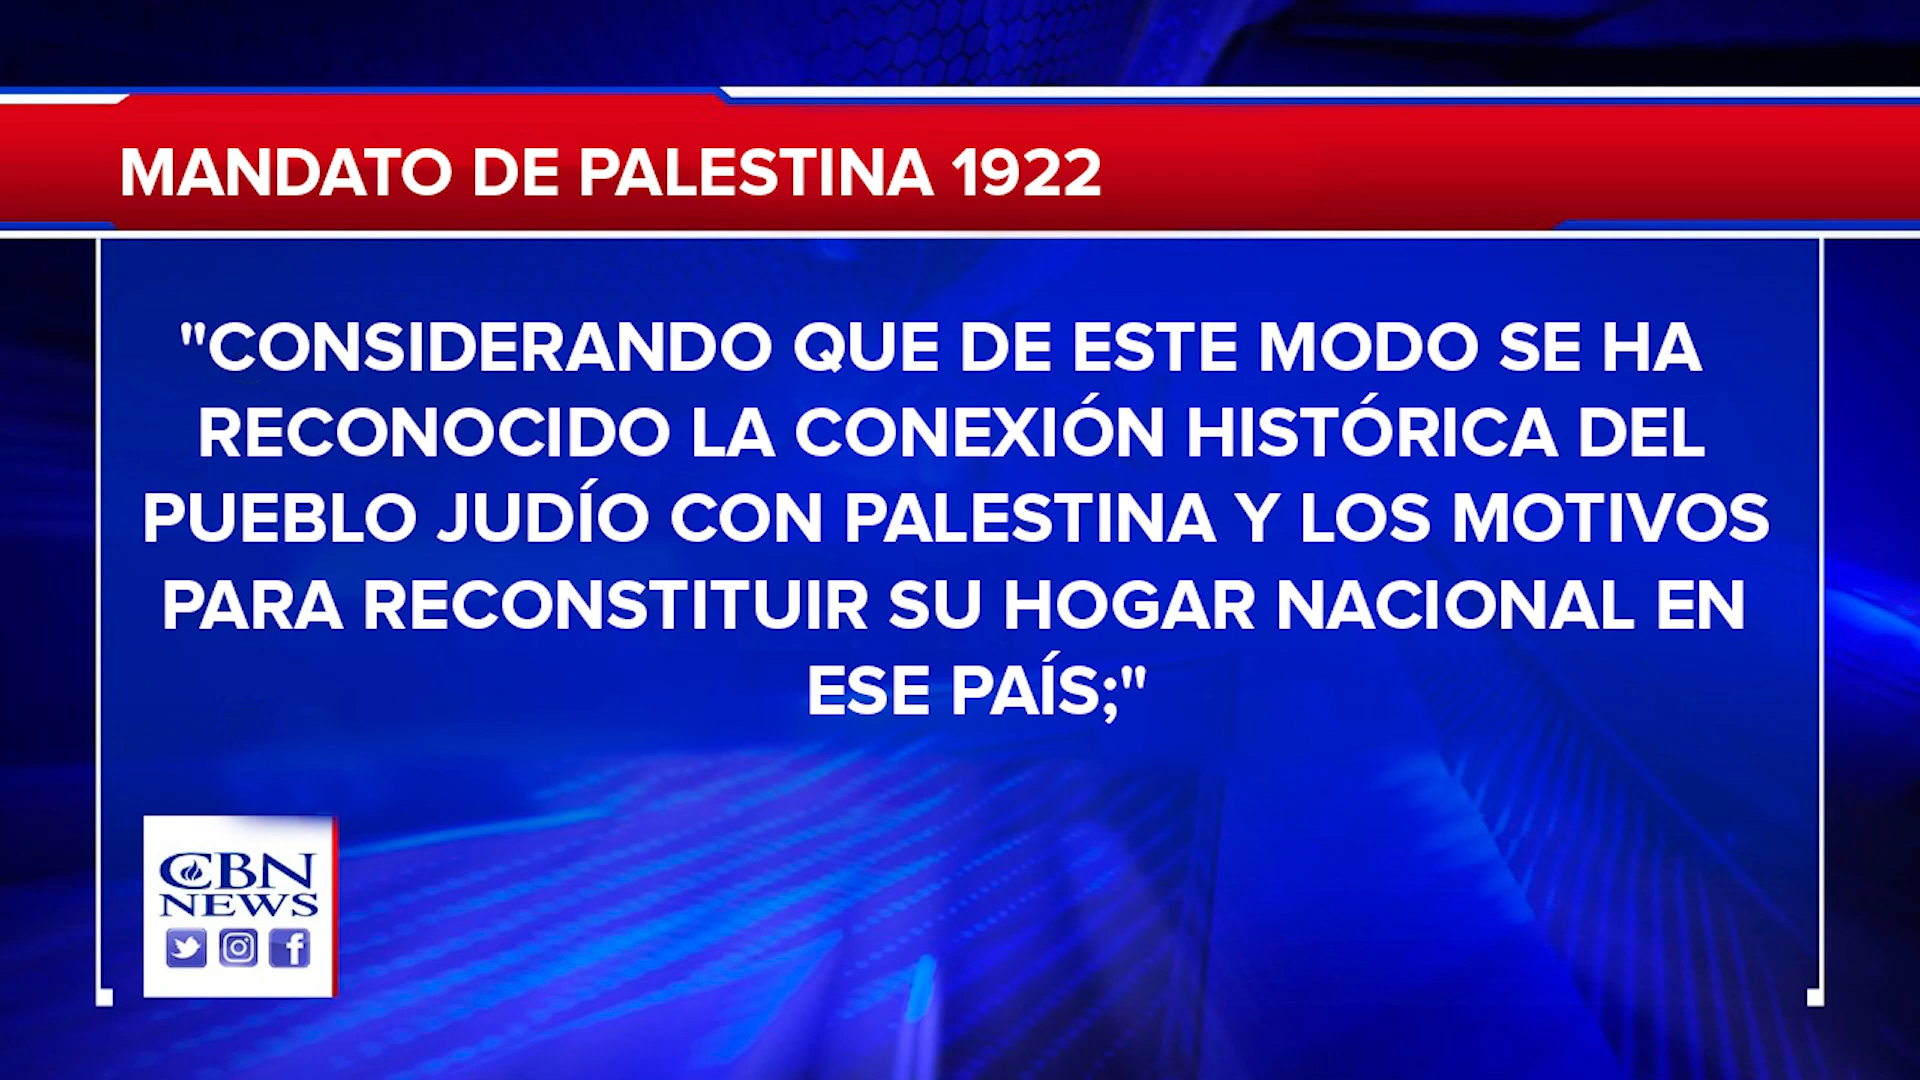 MANDATO DE PALESTINA 1922
"CONSIDERANDO QUE DE ESTE MODO SE HA
RECONOCIDO LA CONEXIÓN HISTÓRICA DEL
PUEBLO JUDÍO CON PALESTINA Y LOS MOTIVOS
PARA RECONSTITUIR SU HOGAR NACIONAL EN
ESE PAÍS;"
CBN
NEWS